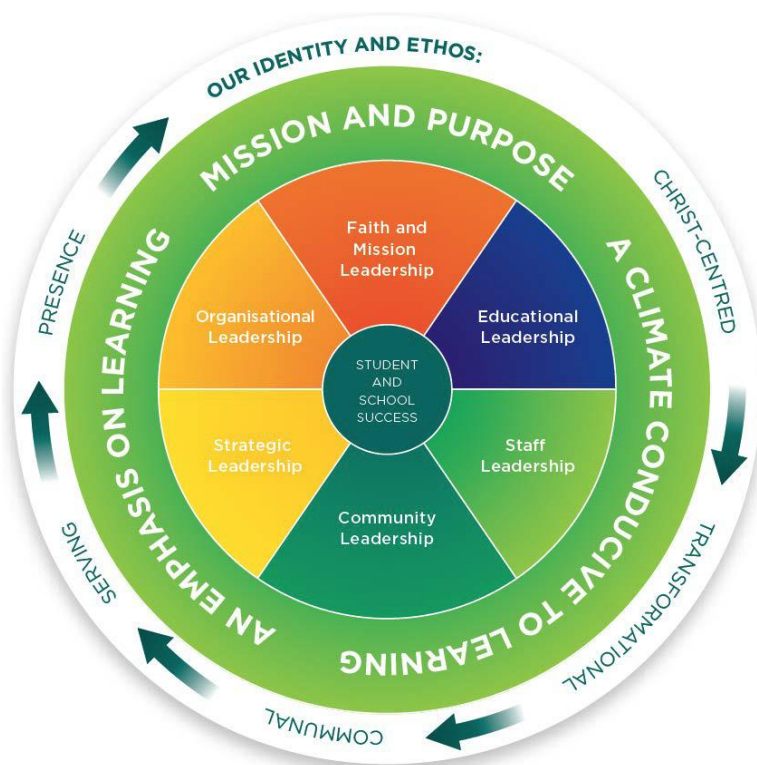 OUR IDENTITY AND ETHOS:
CHRIST-CENTRED
TRANSFORMATIONAL
COMMUNAL
SERVING
PRESENCE
MISSION AND PURPOSE
A CLIMATE CONDUCIVE TO LEARNING
AN EMPHASIS ON LEARNING
Faith and
Mission
Leadership
Educational
Leadership
Staff
Leadership
Community
Leadership
Strategic
Leadership
Organisational
Leadership
STUDENT
AND
SCHOOL
SUCCESS